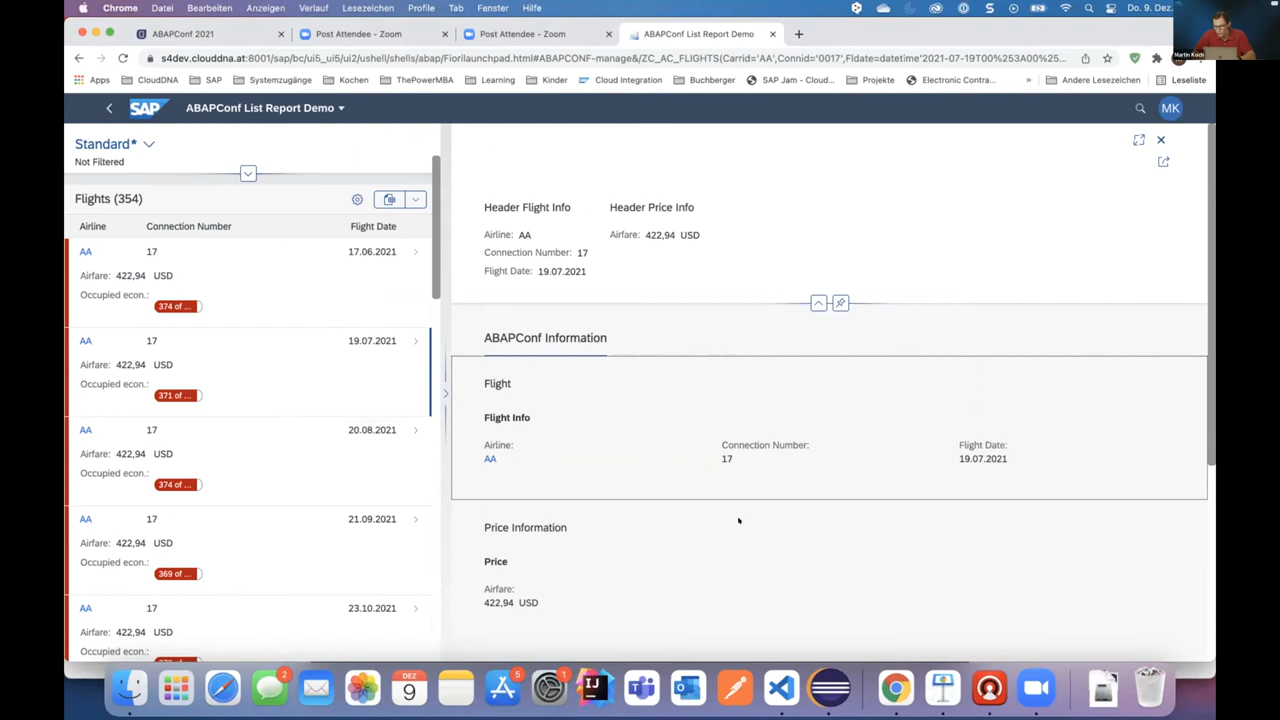 Chrome Datei Bearbeiten Anzeigen Verlauf Lesezeichen Profile Tab Fenster Hilfe Do. 9. Dez.
ABAPConf 2021 Post Attendee - Zoom Post Attendee - Zoom ABAPConf List Report Demo
Martin Koch
s4dev.clouddna.at:8001/sap/bc/ui5_ui5/ui2/ushell/shells/abap/Fiorilaunchpad.html#ABAPCONF-manage&/ZC_AC_FLIGHTS(Carrid='AA',Connid='0017',Fldate=datetime'2021-07-19T00%253A00%25...
Apps CloudDNA SAP Systemzugänge Kochen ThePowerMBA Learning Kinder Cloud Integration Buchberger SAP Jam - Cloud... Projekte Electronic Contra... » Andere Lesezeichen Leseliste
SAP ABAPConf List Report Demo MK
Standard*
Not Filtered
Flights (354)
Airline Connection Number Flight Date
AA 17 17.06.2021
Airfare: 422,94 USD
Occupied econ.:
374 of ...
AA 17 19.07.2021
Airfare: 422,94 USD
Occupied econ.:
371 of ...
AA 17 20.08.2021
Airfare: 422,94 USD
Occupied econ.:
374 of ...
AA 17 21.09.2021
Airfare: 422,94 USD
Occupied econ.:
369 of ...
AA 17 23.10.2021
Airfare: 422,94 USD
Occupied econ.:
Header Flight Info Header Price Info
Airline: AA Airfare: 422,94 USD
Connection Number: 17
Flight Date: 19.07.2021
ABAPConf Information
Flight
Flight Info
Airline: Connection Number: Flight Date:
AA 17 19.07.2021
Price Information
Price
Airfare:
422,94 USD
2 DEZ 9 5 1 IJ